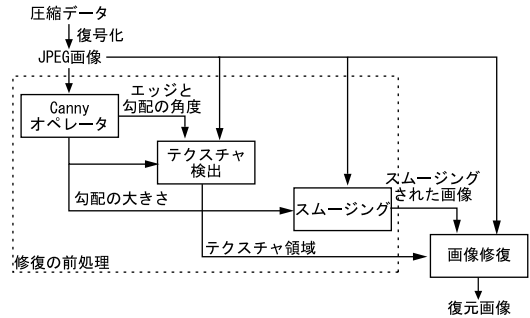 圧縮データ
復号化
JPEG画像
エッジと
勾配の角度
Canny
オペレータ
テクスチャ
検出
勾配の大きさ
スムージング
スムージング
された画像
テクスチャ領域
画像修復
修復の前処理
復元画像